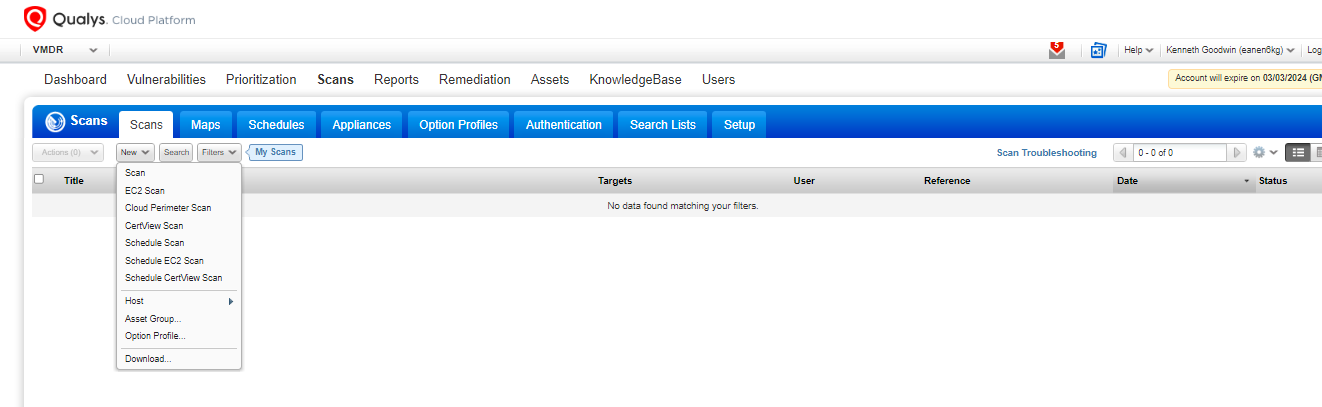 Qualys. Cloud Platform
VMDR
5
Help
Kenneth Goodwin (eanen6kg)
Log
Dashboard Vulnerabilities Prioritization Scans Reports Remediation Assets KnowledgeBase Users
Account will expire on 03/03/2024 (GM
Scans
Scans Maps Schedules Appliances Option Profiles Authentication Search Lists Setup
Actions (0) New Search Filters My Scans Scan Troubleshooting 0 - 0 of 0
Title Targets User Reference Date Status
No data found matching your filters.
Scan
EC2 Scan
Cloud Perimeter Scan
CertView Scan
Schedule Scan
Schedule EC2 Scan
Schedule CertView Scan
Host
Asset Group...
Option Profile...
Download...